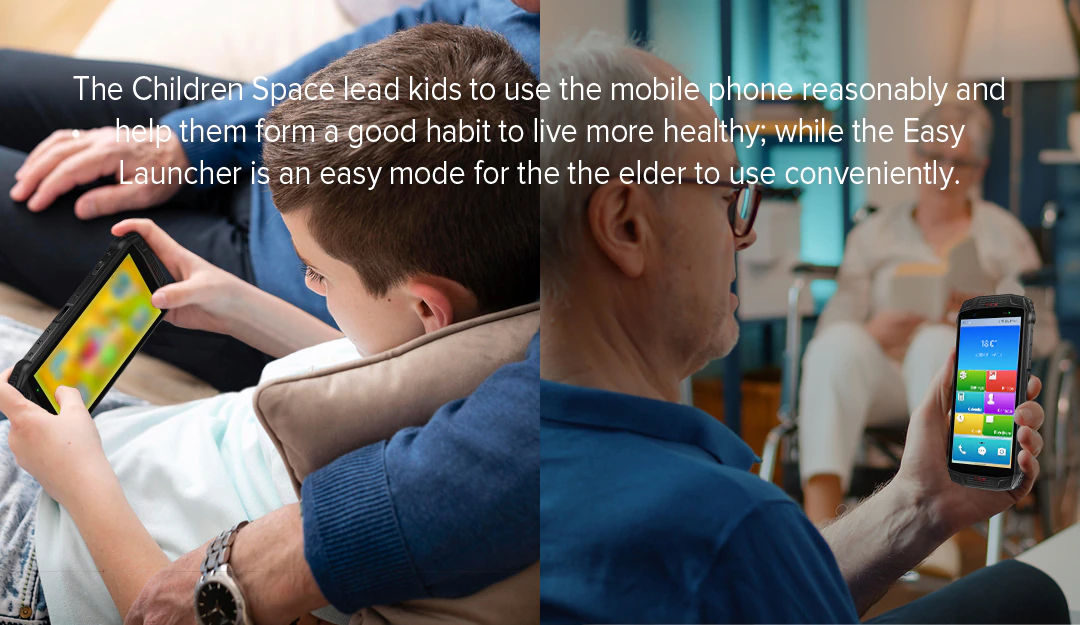 The Children Space lead kids to use the mobile phone reasonably and
help them form a good habit to live more healthy; while the Easy
Launcher is an easy mode for the the elder to use conveniently.
18 C°